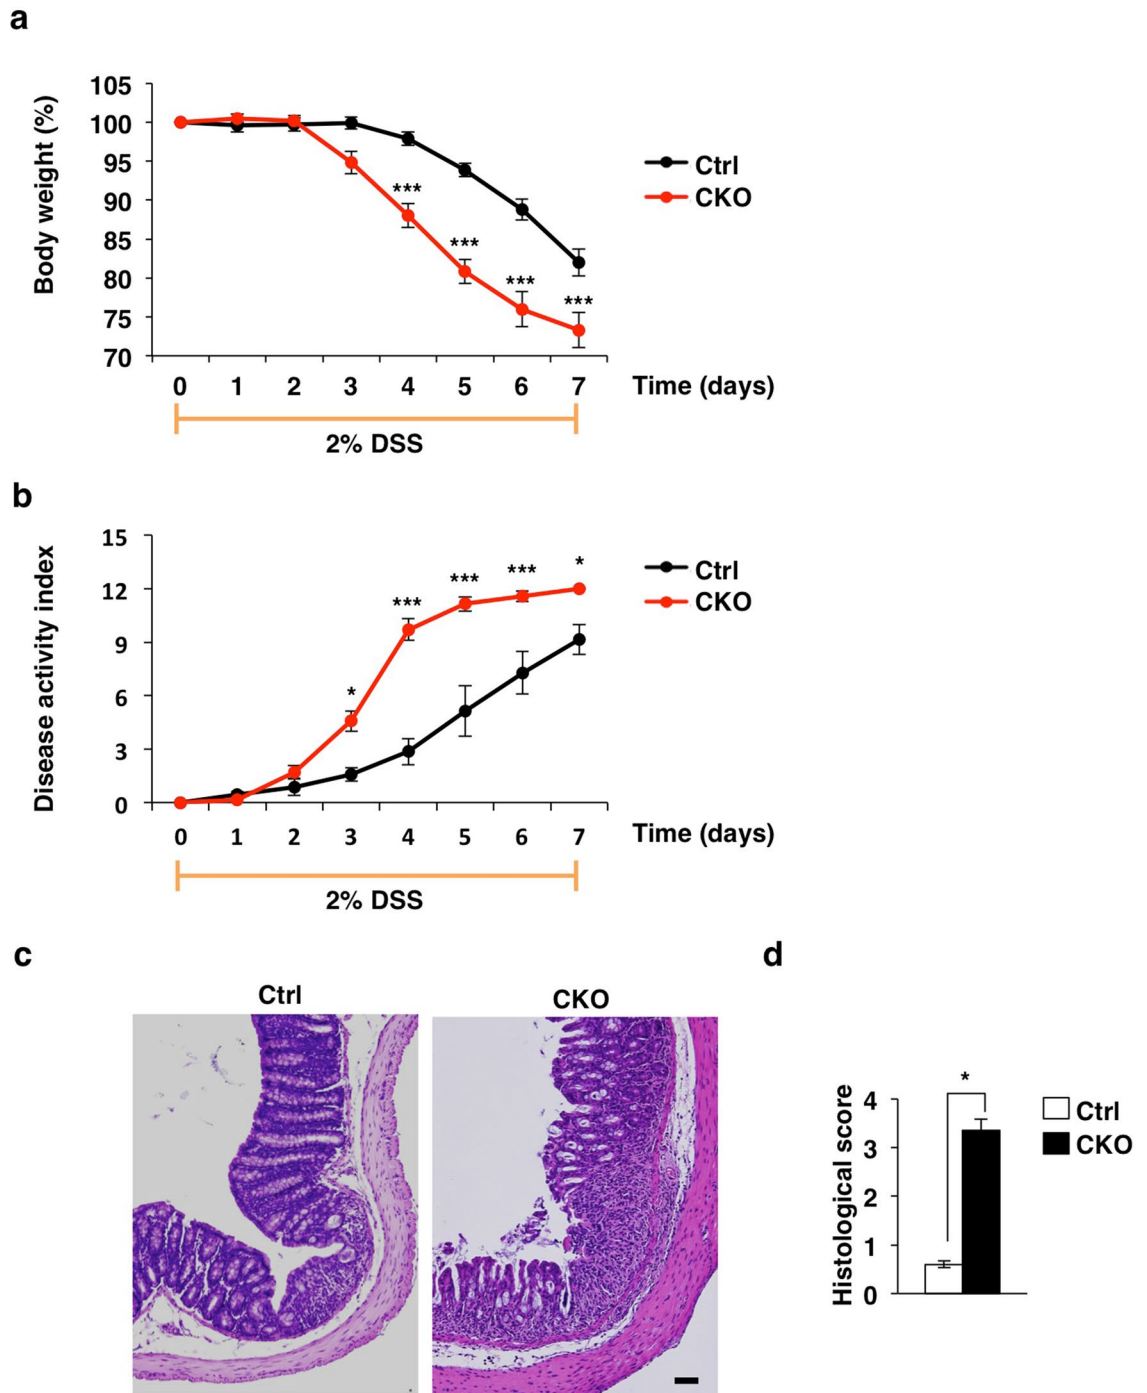 a
Body weight (%)
105
100
95
90
85
80
75
70
***
***
***
***
Ctrl
CKO
0 1 2 3 4 5 6 7 Time (days)
2% DSS
b
Disease activity index
15
12
9
6
3
0
*
***
***
***
*
Ctrl
CKO
0 1 2 3 4 5 6 7 Time (days)
2% DSS
c
Ctrl
CKO
d
Histological score
4
3
2
1
0
*
Ctrl
CKO